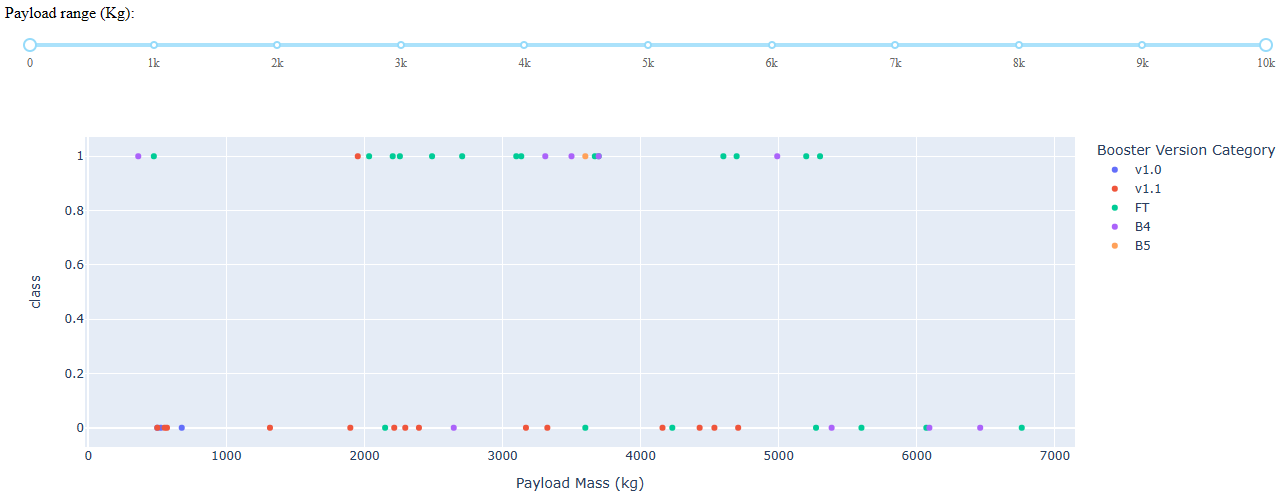 Payload range (Kg):
0 1k 2k 3k 4k 5k 6k 7k 8k 9k 10k
Booster Version Category
v1.0
v1.1
FT
B4
B5
class
1
0.8
0.6
0.4
0.2
0
0 1000 2000 3000 4000 5000 6000 7000
Payload Mass (kg)